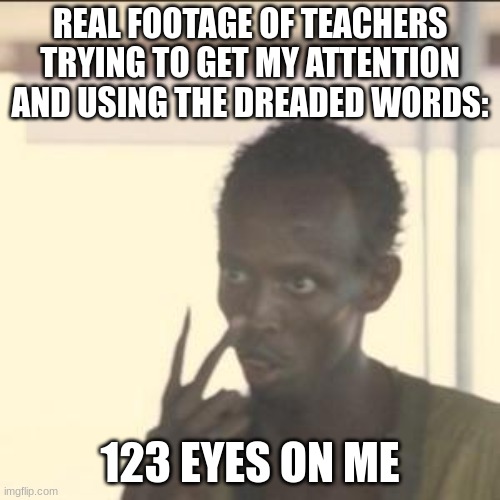 REAL FOOTAGE OF TEACHERS
TRYING TO GET MY ATTENTION
AND USING THE DREADED WORDS:
123 EYES ON ME
imgflip.com